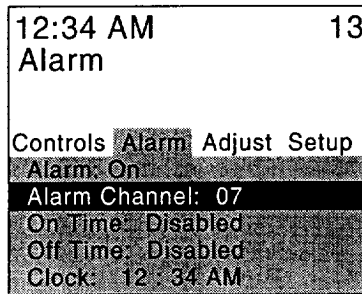 12:34 AM 13
Alarm
Controls Alarm Adjust Setup
Alarm: On
Alarm Channel: 07
On Time: Disabled
Off Time: Disabled
Clock: 12 : 34 AM